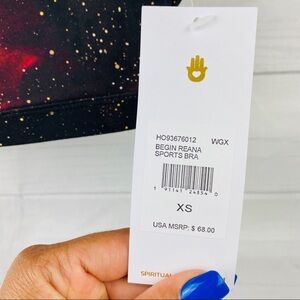 HO93676012 WGX
BEGIN REANA
SPORTS BRA
XS
USA MSRP: $ 68.00
SPIRITUAL